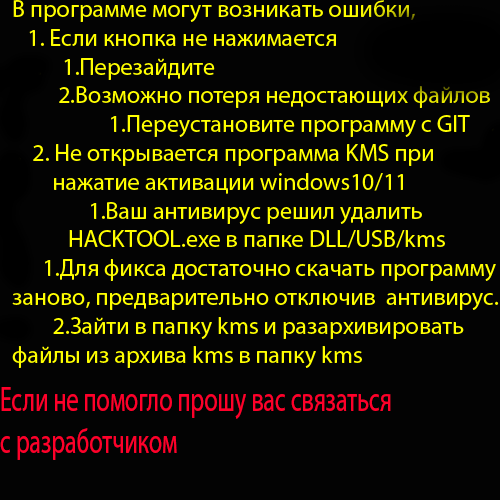 В программе могут возникать ошибки,
1. Если кнопка не нажимается
1.Перезайдите
2.Возможно потеря недостающих файлов
1.Переустановите программу с GIT
2. Не открывается программа KMS при
нажатие активации windows10/11
1.Ваш антивирус решил удалить
HACKTOOL.exe в папке DLL/USB/kms
1.Для фикса достаточно скачать программу
заново, предварительно отключив антивирус.
2.Зайти в папку kms и разархивировать
файлы из архива kms в папку kms
Если не помогло прошу вас связаться
с разработчиком